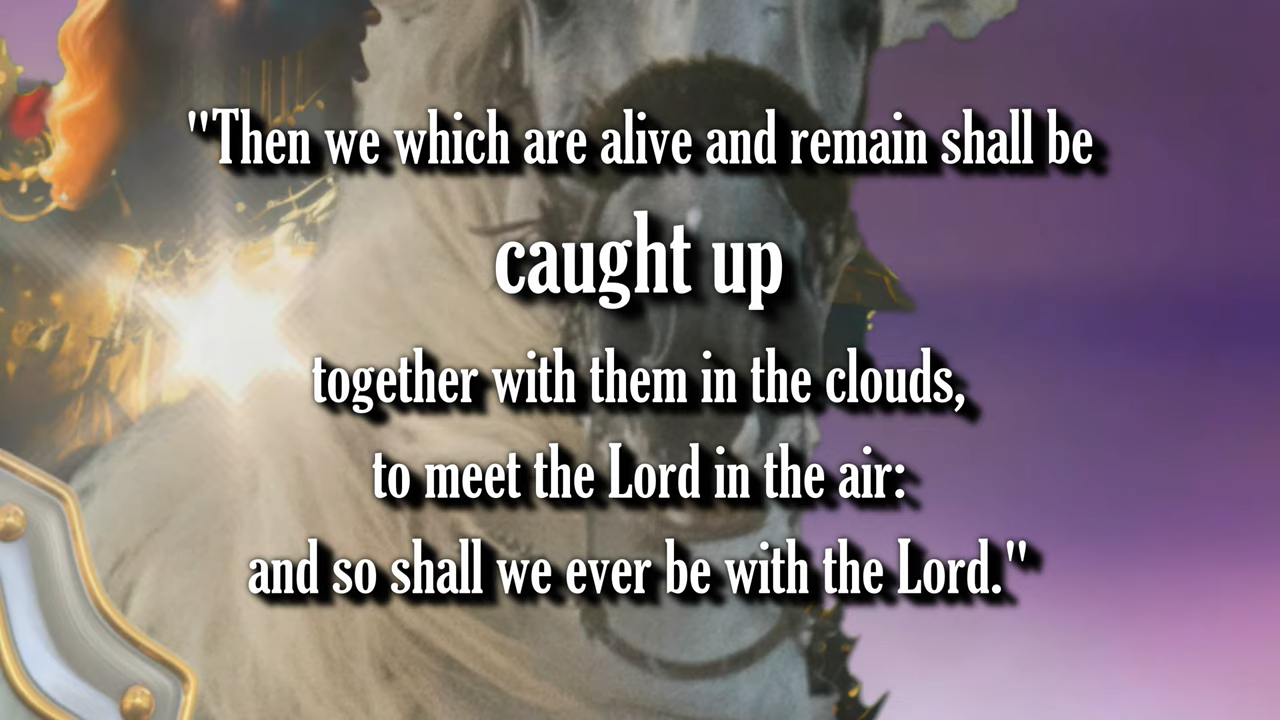 "Then we which are alive and remain shall be
caught up
together with them in the clouds,
to meet the Lord in the air:
and so shall we ever be with the Lord."